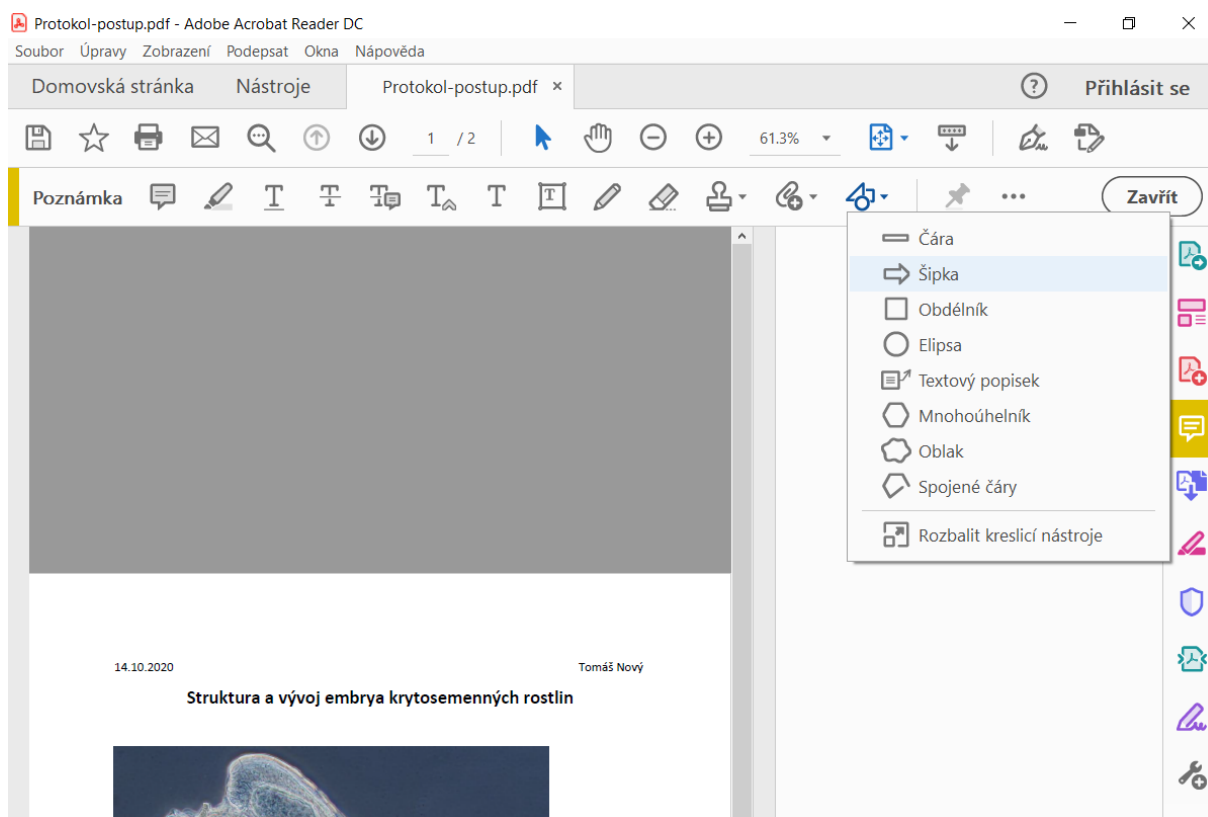 Protokol-postup.pdf - Adobe Acrobat Reader DC
Soubor Úpravy Zobrazení Podepsat Okna Nápověda
Domovská stránka Nástroje Protokol-postup.pdf × ? Přihlásit se
1 / 2 61.3%
Poznámka T T T T T T Zavřít
Čára
Šipka
Obdélník
Elipsa
Textový popisek
Mnohoúhelník
Oblak
Spojené čáry
Rozbalit kreslicí nástroje
14.10.2020 Tomáš Nový
Struktura a vývoj embrya krytosemenných rostlin